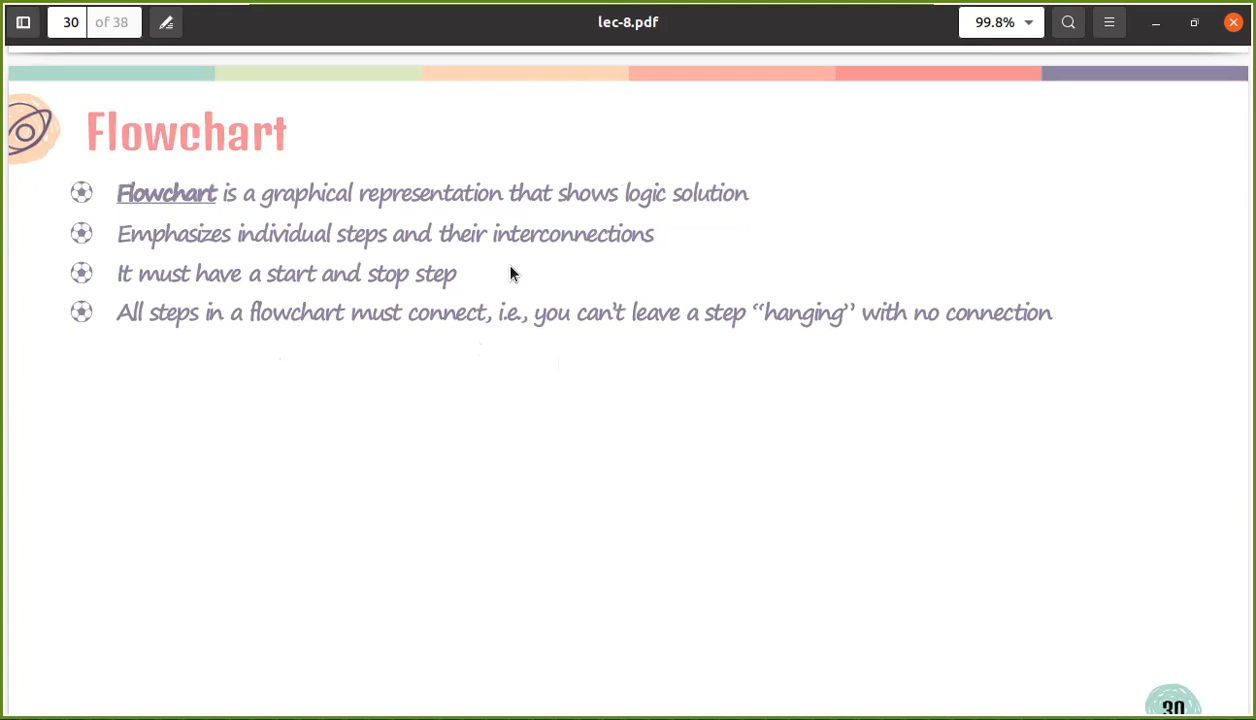 30 of 38 lec-8.pdf 99.8%
Flowchart
Flowchart is a graphical representation that shows logic solution
Emphasizes individual steps and their interconnections
It must have a start and stop step
All steps in a flowchart must connect, i.e., you can't leave a step “hanging” with no connection
30